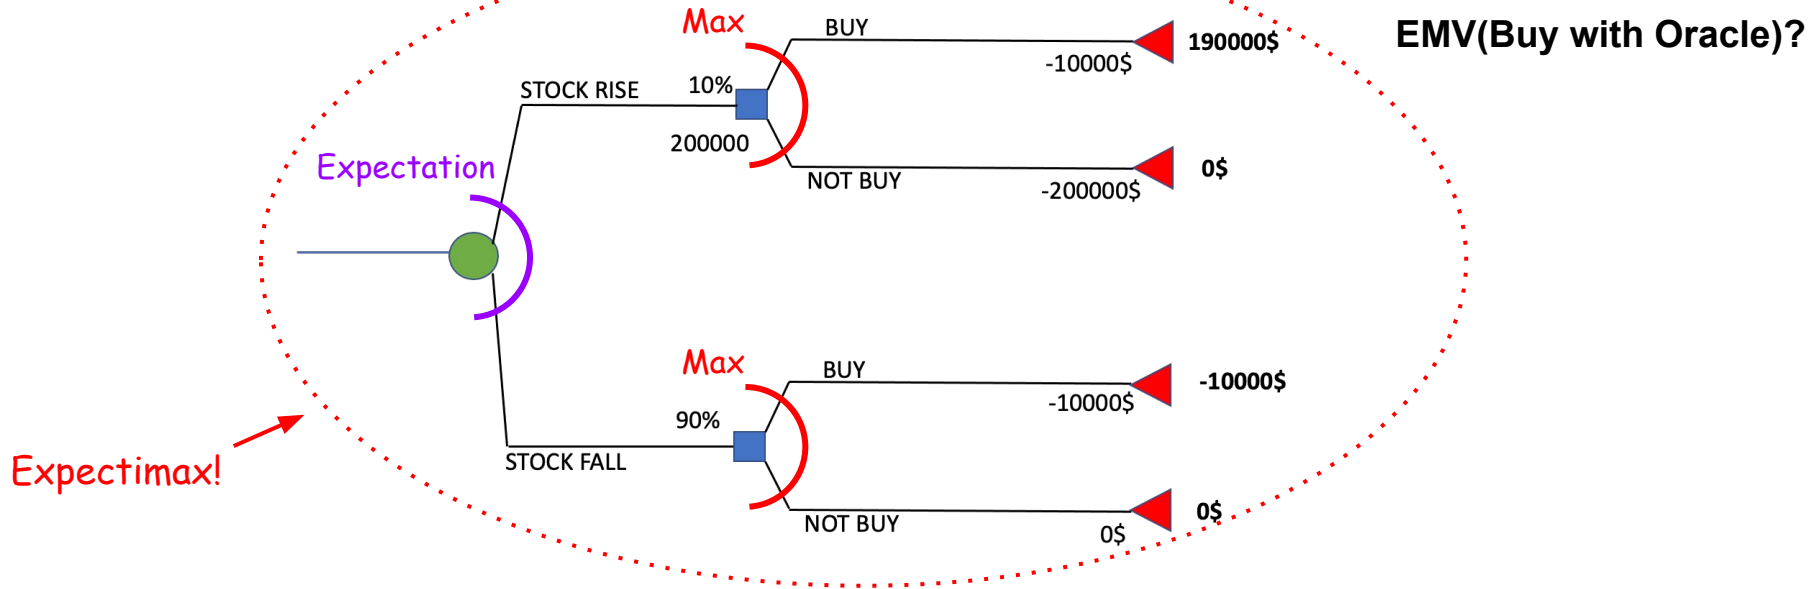 Max
BUY
190000$
EMV(Buy with Oracle)?
-10000$
STOCK RISE
10%
200000
Expectation
NOT BUY
-200000$
0$
Max
BUY
-10000$
-10000$
90%
STOCK FALL
Expectimax!
NOT BUY
0$
0$